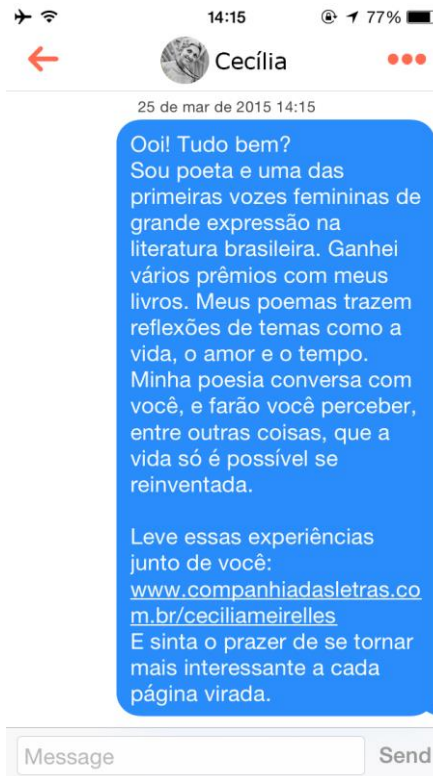 14:15
77%
Cecília
25 de mar de 2015 14:15
Ooi! Tudo bem?
Sou poeta e uma das
primeiras vozes femininas de
grande expressão na
literatura brasileira. Ganhei
vários prêmios com meus
livros. Meus poemas trazem
reflexões de temas como a
vida, o amor e o tempo.
Minha poesia conversa com
você, e farão você perceber,
entre outras coisas, que a
vida só é possível se
reinventada.
Leve essas experiências
junto de você:
www.companhiadasletras.co
m.br/ceciliameirelles
E sinta o prazer de se tornar
mais interessante a cada
página virada.
Message
Send